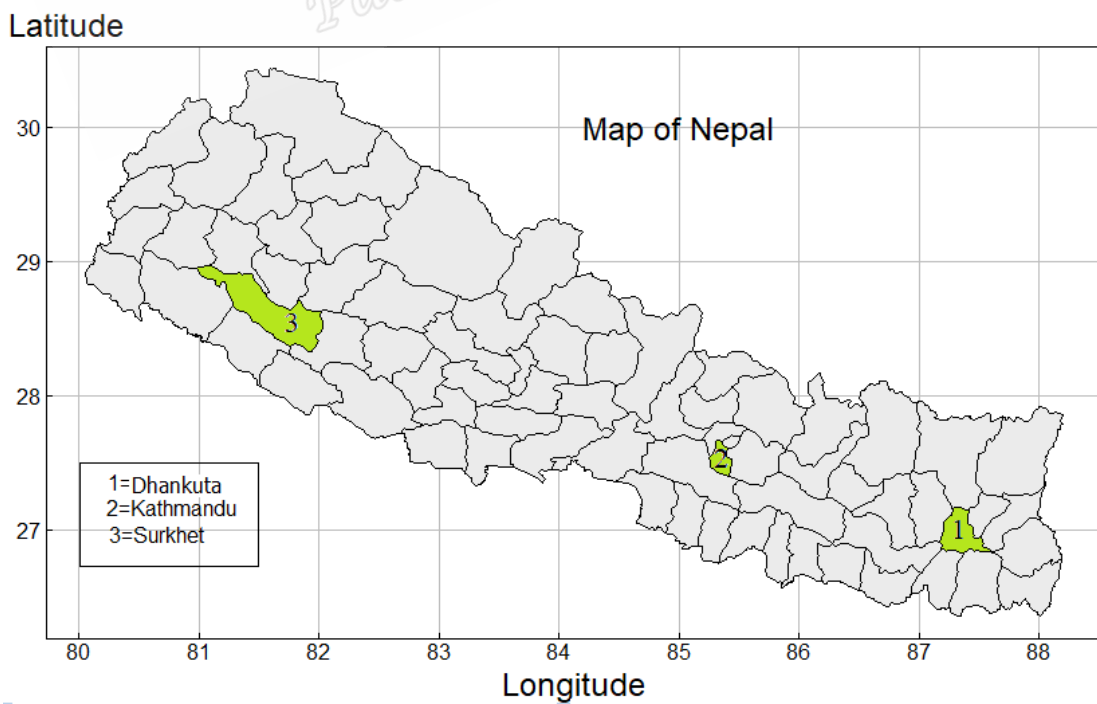 Latitude
Map of Nepal
30
29
28
27
3
2
1
1=Dhankuta
2=Kathmandu
3=Surkhet
80 81 82 83 84 85 86 87 88
Longitude